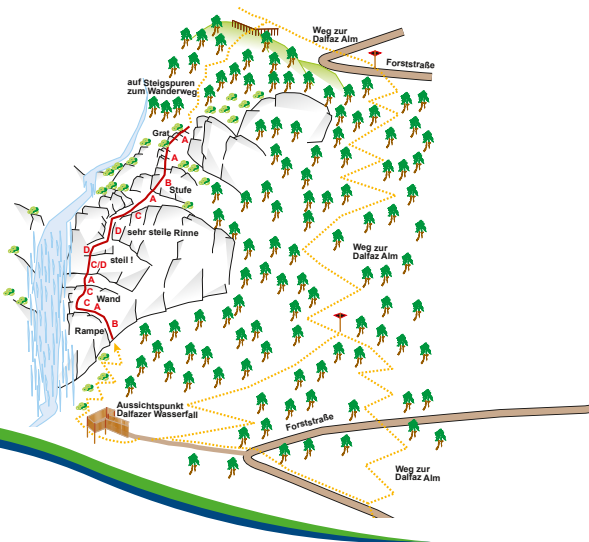 Weg zur
Dalfaz Alm
Forststraße
auf Steigspuren
zum Wanderweg
Grat
A
A
B
Stufe
A
C
D
sehr steile Rinne
D
steil !
C/D
A
C
Wand
C
A
Rampe
B
Weg zur
Dalfaz Alm
Aussichtspunkt
Dalfazer Wasserfall
Forststraße
Weg zur
Dalfaz Alm